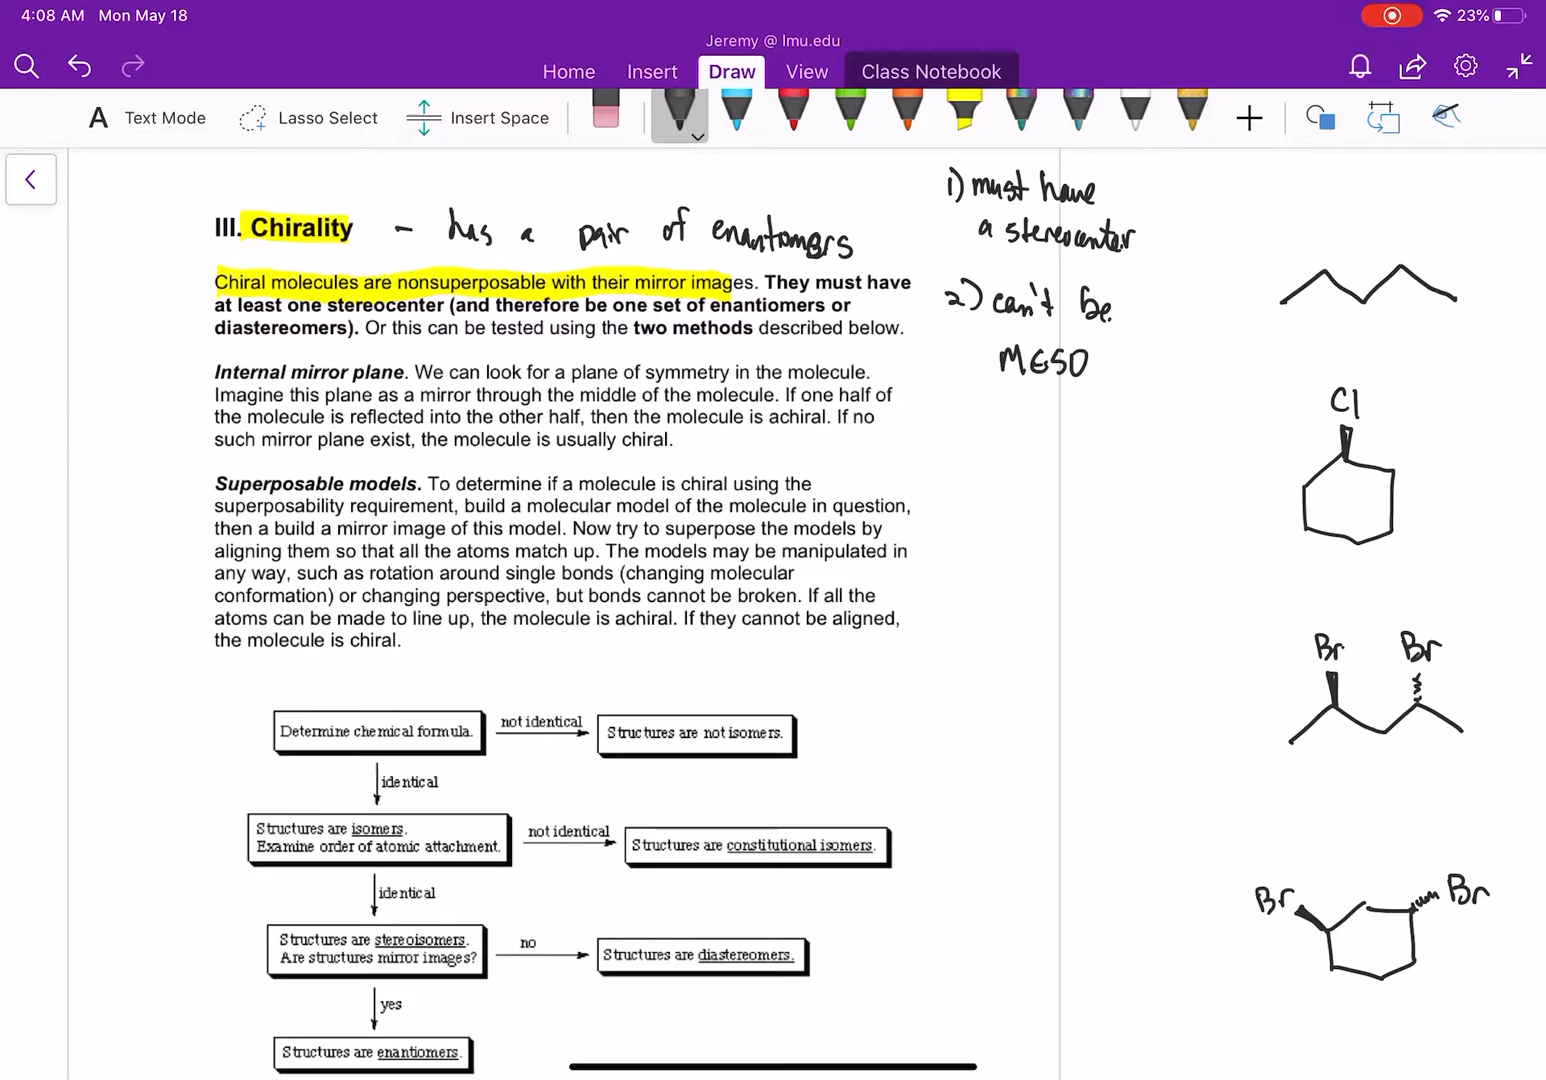 4:08 AM Mon May 18
23%
Jeremy @ lmu.edu
Home Insert Draw View Class Notebook
A Text Mode Lasso Select Insert Space
III. Chirality - has a pair of enantiomers
Chiral molecules are nonsuperposable with their mirror images. They must have
at least one stereocenter (and therefore be one set of enantiomers or
diastereomers). Or this can be tested using the two methods described below.
Internal mirror plane. We can look for a plane of symmetry in the molecule.
Imagine this plane as a mirror through the middle of the molecule. If one half of
the molecule is reflected into the other half, then the molecule is achiral. If no
such mirror plane exist, the molecule is usually chiral.
Superposable models. To determine if a molecule is chiral using the
superposability requirement, build a molecular model of the molecule in question,
then a build a mirror image of this model. Now try to superpose the models by
aligning them so that all the atoms match up. The models may be manipulated in
any way, such as rotation around single bonds (changing molecular
conformation) or changing perspective, but bonds cannot be broken. If all the
atoms can be made to line up, the molecule is achiral. If they cannot be aligned,
the molecule is chiral.
1) must have
a stereocenter
2) can't be
MESO
Determine chemical formula.
not identical
Structures are not isomers.
identical
Structures are isomers.
Examine order of atomic attachment.
not identical
Structures are constitutional isomers.
identical
Structures are stereoisomers.
Are structures mirror images?
no
Structures are diastereomers.
yes
Structures are enantiomers.
Cl
Br Br
Br Br